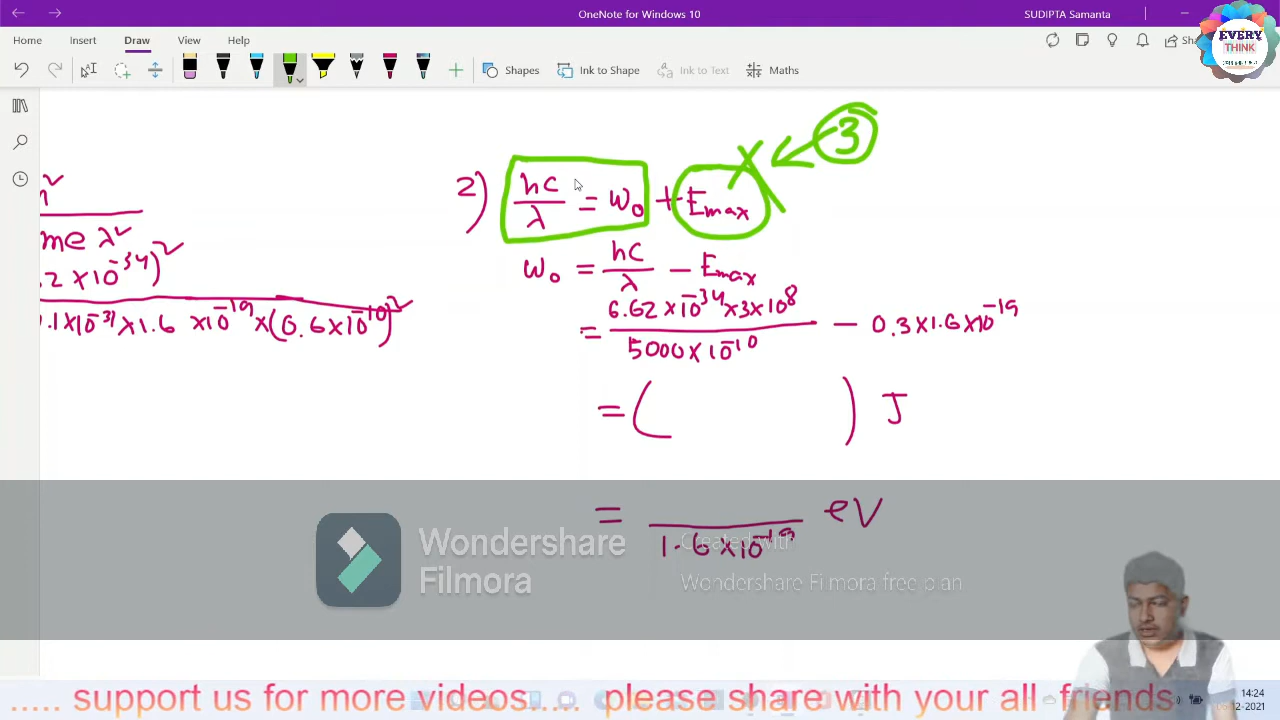 OneNote for Windows 10
SUDIPTA Samanta
Home Insert Draw View Help
EVERY
THINK
Shapes Ink to Shape Ink to Text Maths
3
2) hc/λ = W₀ + Emax
W₀ = hc/λ − Emax
= 6.62×10⁻³⁴×3×10⁸ / 5000×10⁻¹⁰ − 0.3×1.6×10⁻¹⁹
= ( ) J
= / 1.6×10⁻¹⁹ eV
me λ²
2×10⁻³⁴)²
.1×10⁻³¹×1.6 ×10⁻¹⁹×(0.6×10⁻¹⁰)²
Wondershare
Filmora
Created with
Wondershare Filmora free plan
14:24
-12-2021
..... support us for more videos..... please share with your all friends